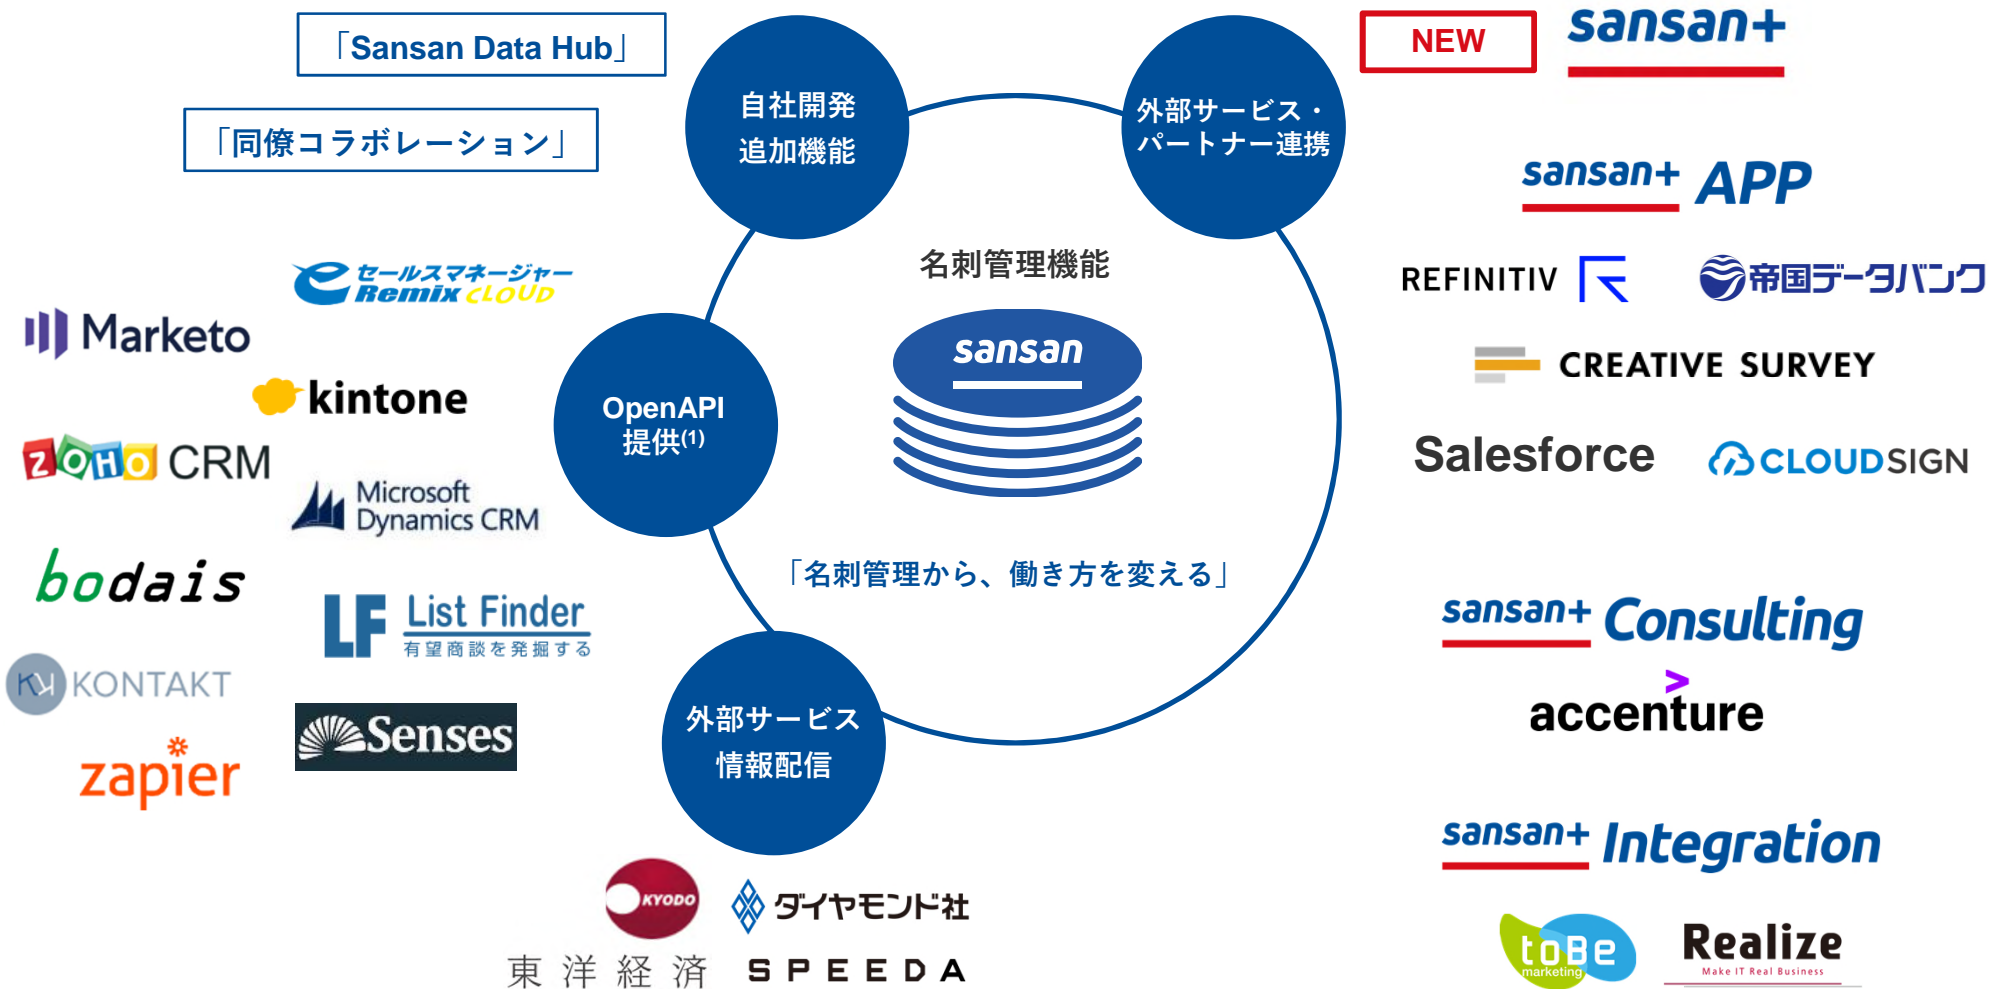 「Sansan Data Hub」
「同僚コラボレーション」
自社開発
追加機能
外部サービス・
パートナー連携
NEW
sansan+
sansan+ APP
REFINITIV
帝国データバンク
CREATIVE SURVEY
Salesforce
CLOUDSIGN
sansan+ Consulting
accenture
sansan+ Integration
toBe
marketing
Realize
Make IT Real Business
名刺管理機能
sansan
「名刺管理から、働き方を変える」
OpenAPI
提供(1)
eセールスマネージャー
Remix CLOUD
Marketo
kintone
ZOHO CRM
Microsoft
Dynamics CRM
bodais
LF List Finder
有望商談を発掘する
KONTAKT
Senses
zapier
外部サービス
情報配信
KYODO
ダイヤモンド社
東洋経済
SPEEDA